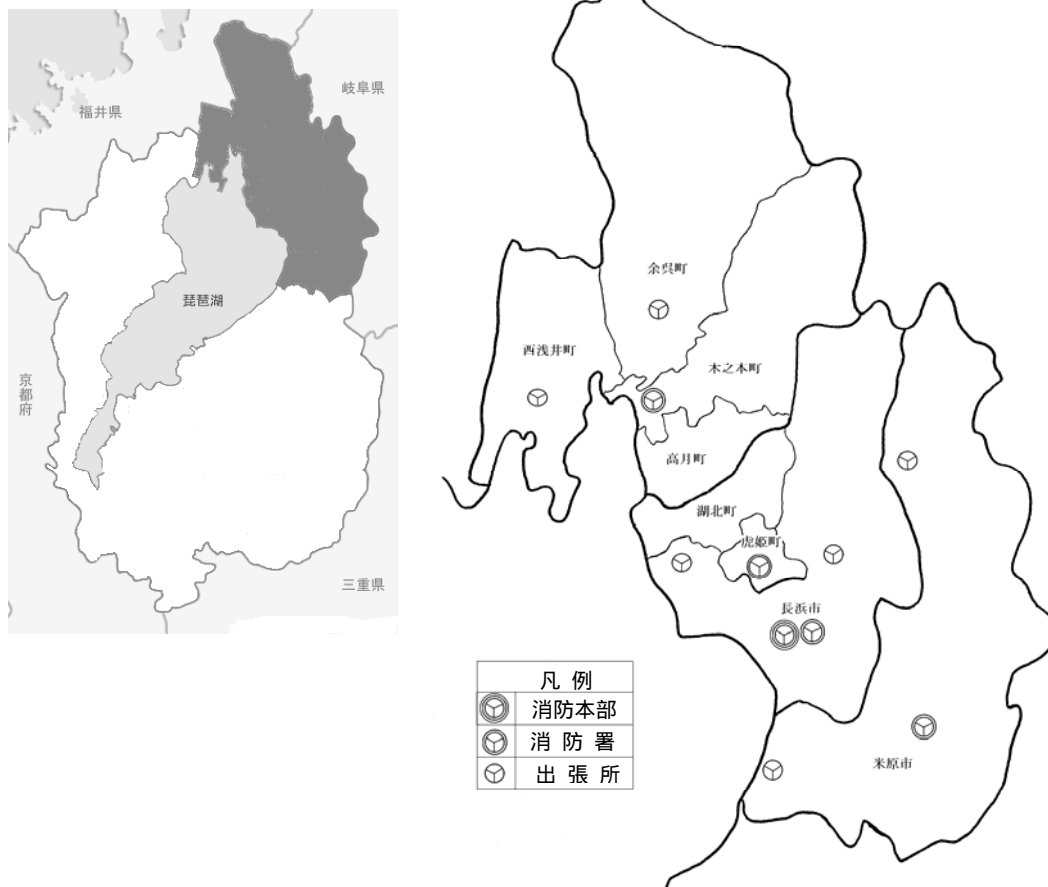 岐阜県
福井県
琵琶湖
京都府
三重県
余呉町
西浅井町
木之本町
高月町
湖北町
虎姫町
長浜市
米原市
凡例
消防本部
消防署
出張所